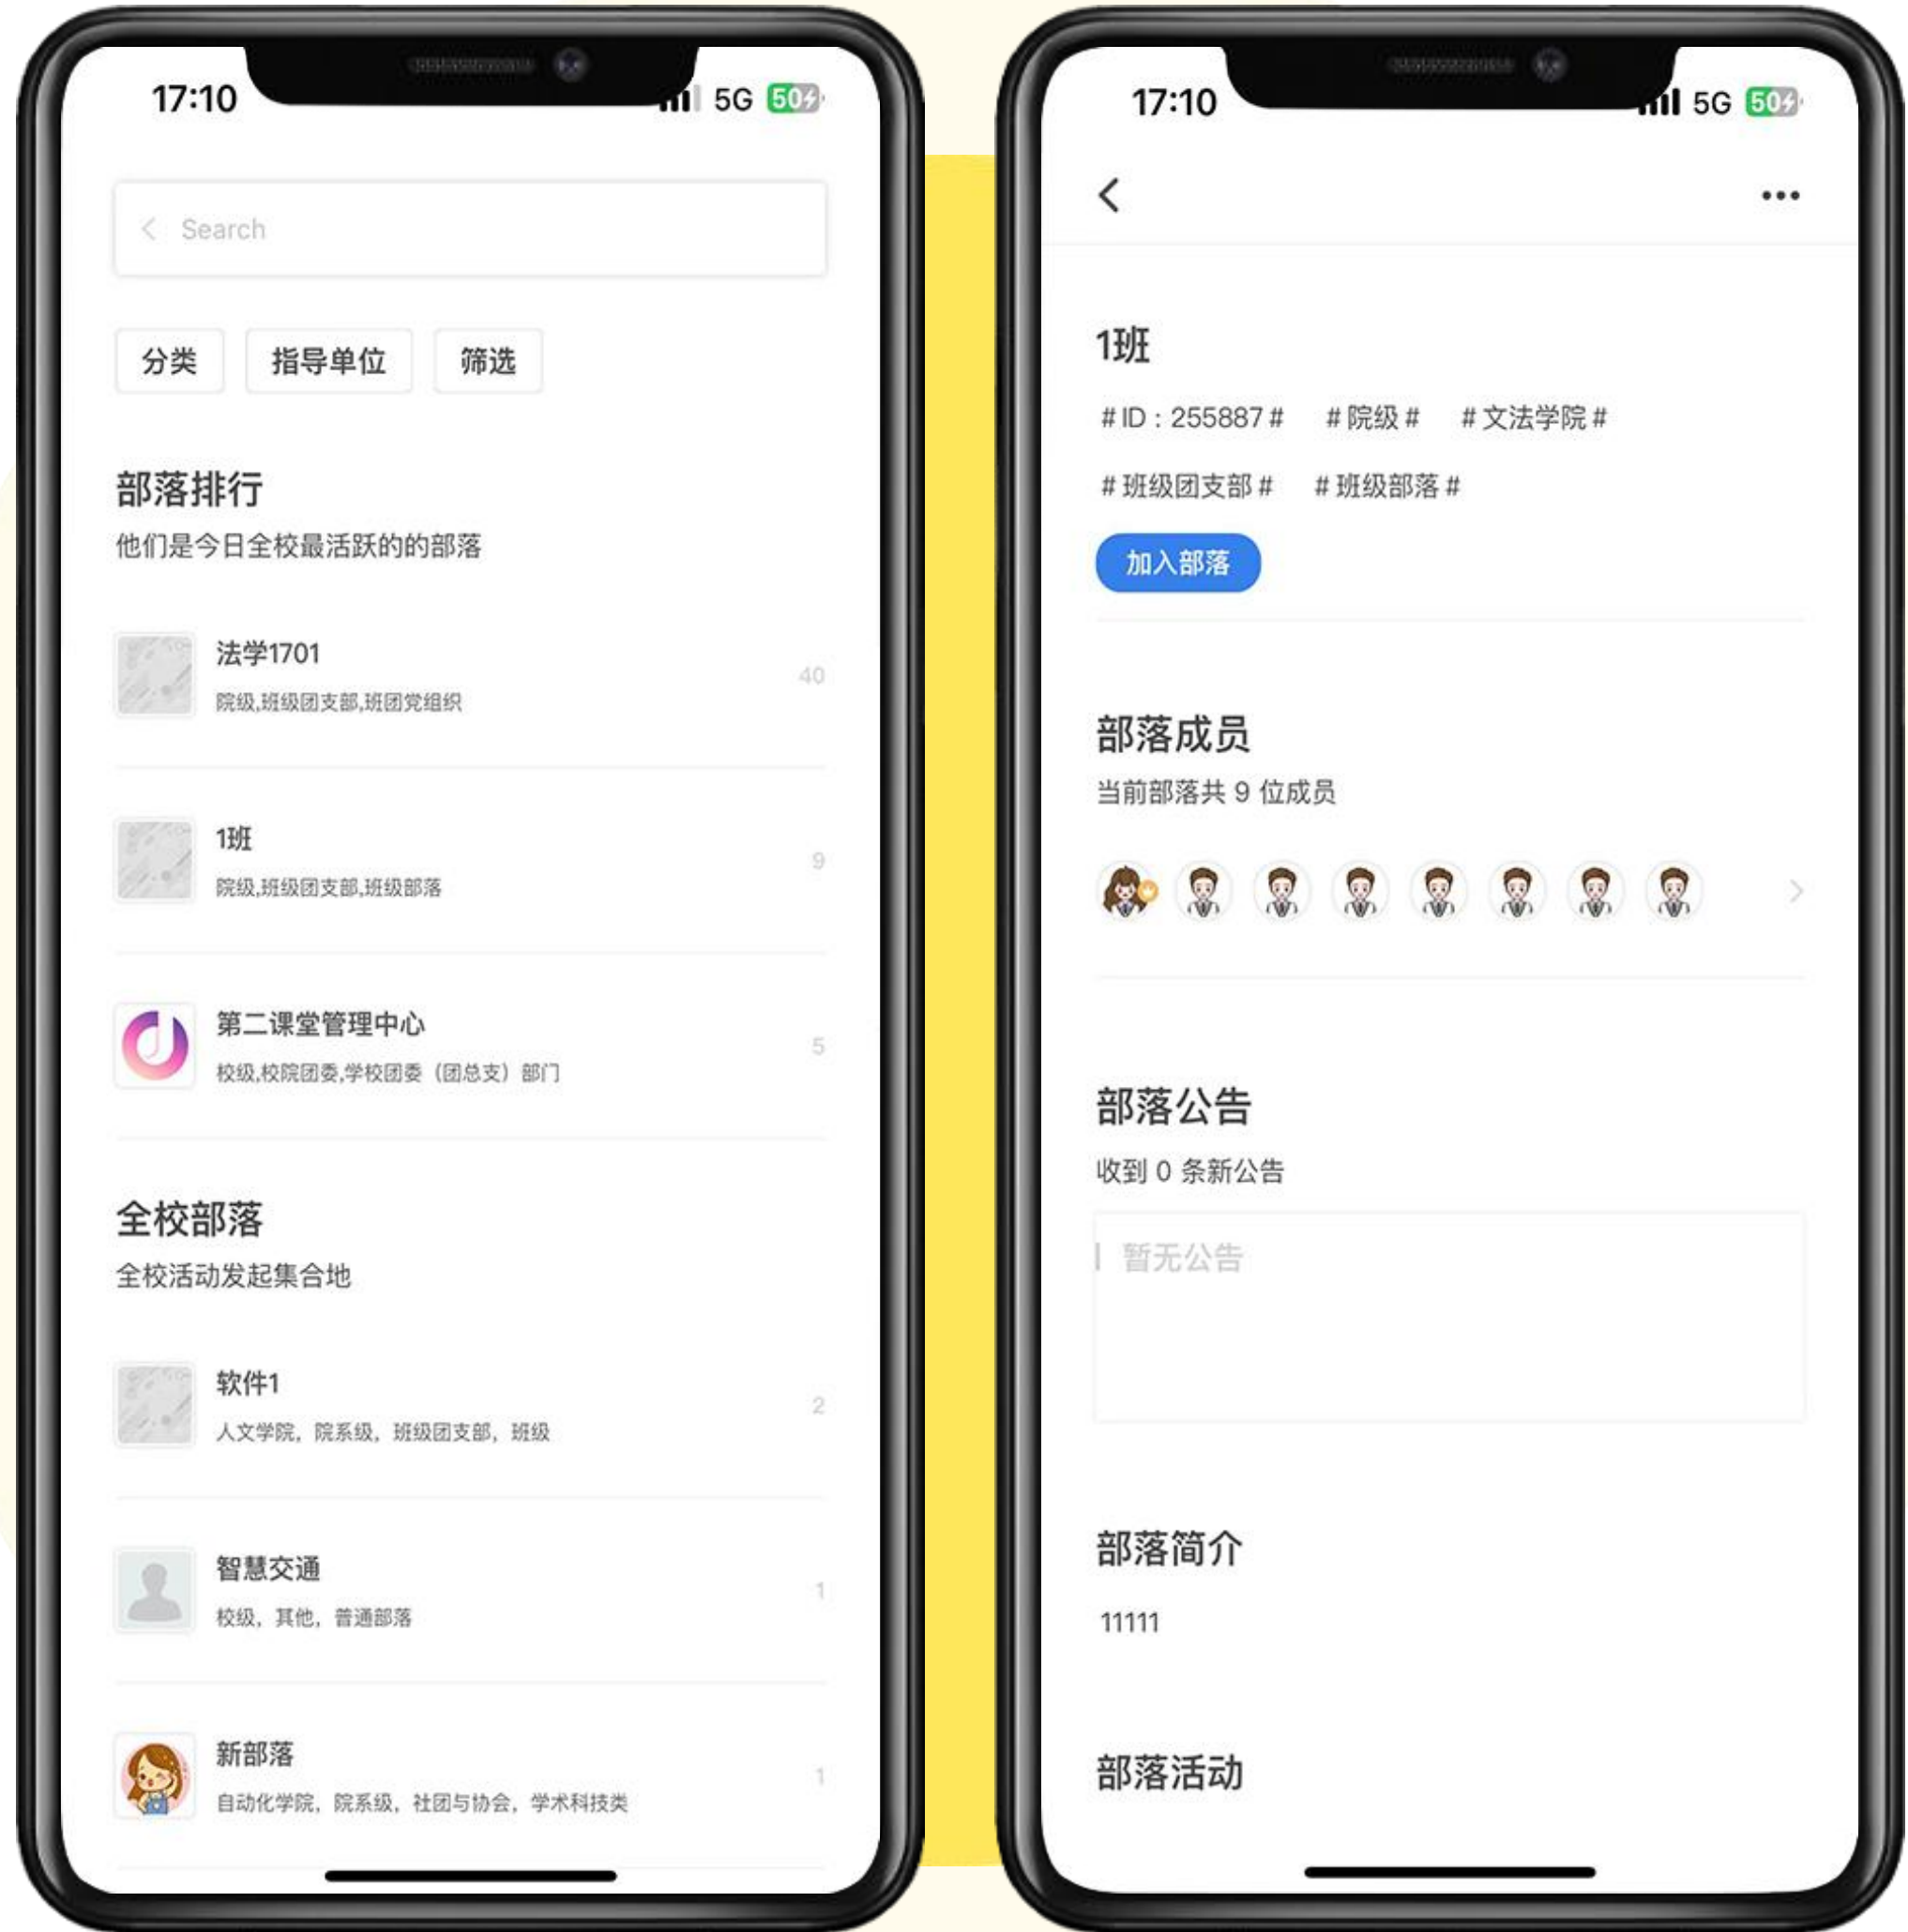 17:10
5G 50
Search
分类 指导单位 筛选
部落排行
他们是今日全校最活跃的的部落
法学1701
40
院级,班级团支部,班团党组织
1班
9
院级,班级团支部,班级部落
第二课堂管理中心
5
校级,校院团委,学校团委（团总支）部门
全校部落
全校活动发起集合地
软件1
2
人文学院，院系级，班级团支部，班级
智慧交通
1
校级，其他，普通部落
新部落
1
自动化学院，院系级，社团与协会，学术科技类
17:10
5G 50
1班
#ID：255887# #院级# #文法学院#
#班级团支部# #班级部落#
加入部落
部落成员
当前部落共 9 位成员
部落公告
收到 0 条新公告
暂无公告
部落简介
11111
部落活动